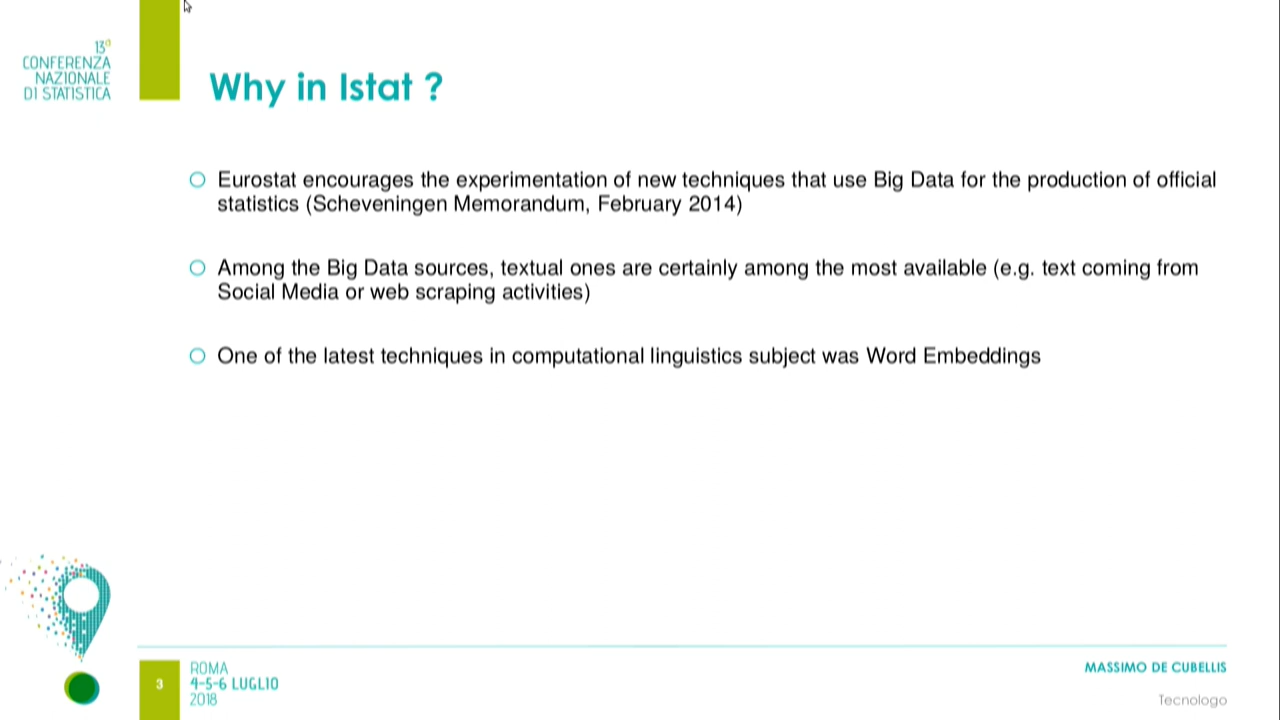 13a
CONFERENZA
NAZIONALE
DI STATISTICA
Why in Istat ?
Eurostat encourages the experimentation of new techniques that use Big Data for the production of official
statistics (Scheveningen Memorandum, February 2014)
Among the Big Data sources, textual ones are certainly among the most available (e.g. text coming from
Social Media or web scraping activities)
One of the latest techniques in computational linguistics subject was Word Embeddings
3
ROMA
4-5-6 LUGLIO
2018
MASSIMO DE CUBELLIS
Tecnologo